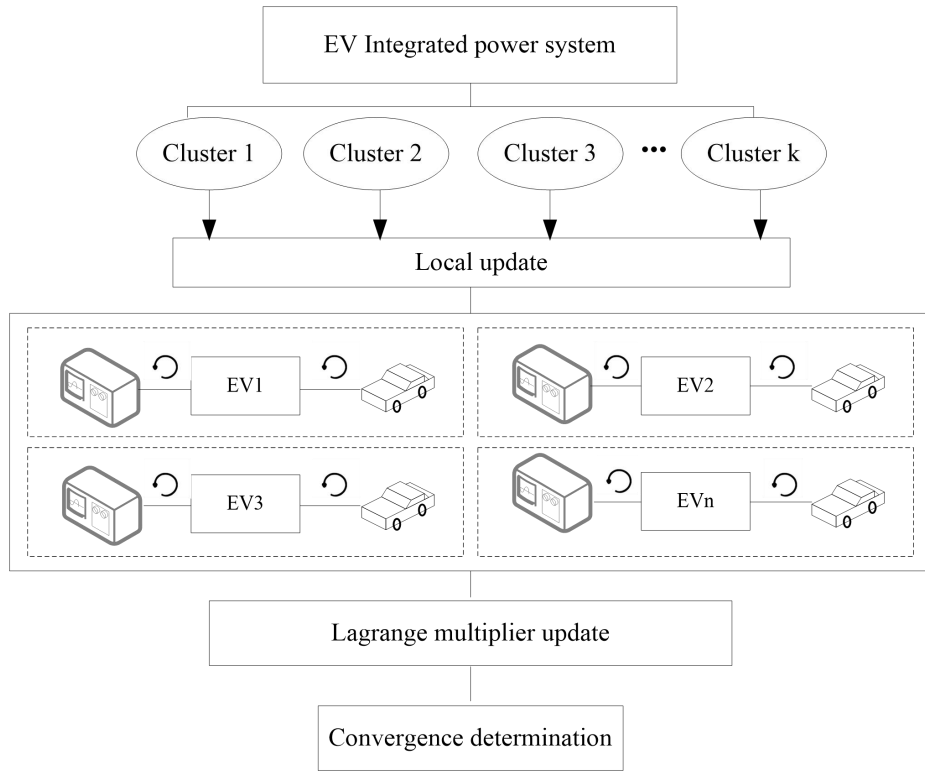 EV Integrated power system
Cluster 1 Cluster 2 Cluster 3 ••• Cluster k
Local update
EV1 EV2
EV3 EVn
Lagrange multiplier update
Convergence determination